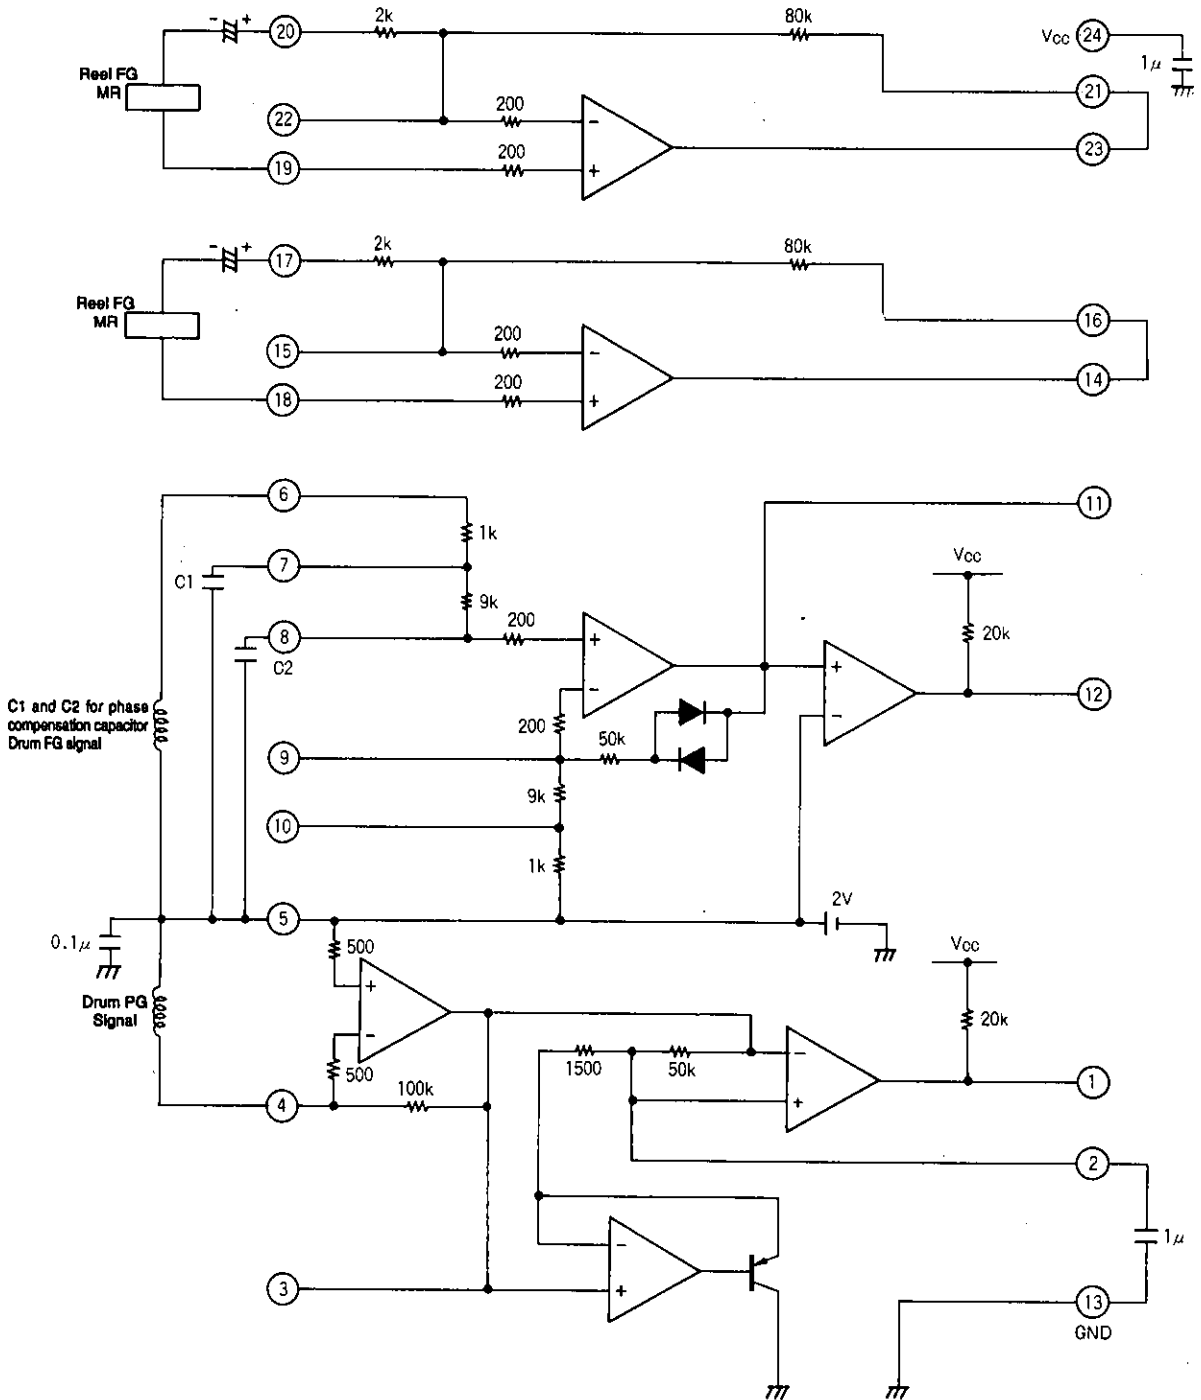 - + 20 2k 80k Vcc 24
1μ
Reel FG
MR
21
22 200 -
23
19 200 +
- + 17 2k 80k
Reel FG
MR
16
15 200 -
14
18 200 +
6 11
1k
C1 7 Vcc
9k
8 200 + 20k
C2
+ 12
C1 and C2 for phase
compensation capacitor
Drum FG signal
-
200 -
50k
9
9k
10
1k
5 2V
0.1μ
500 Vcc
+
Drum PG
Signal
- 20k
500 1500 50k -
4 100k 1
+
2
-
1μ
3 +
13
GND